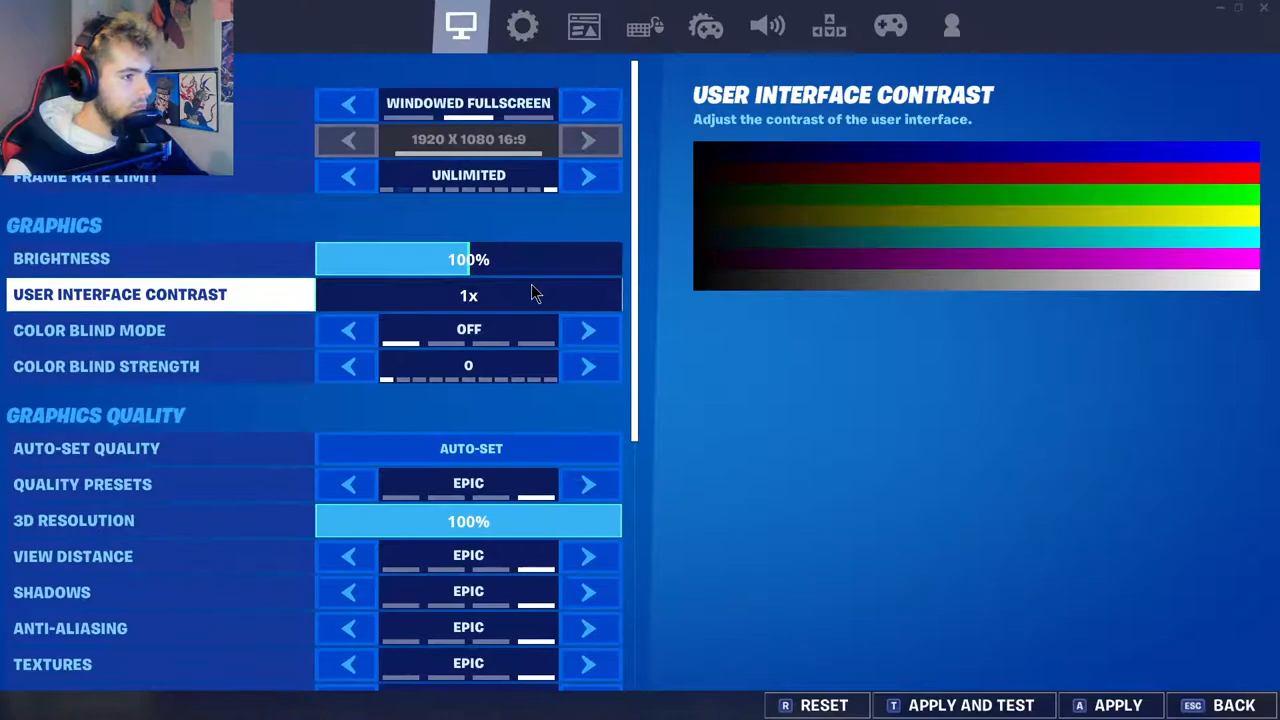 WINDOWED FULLSCREEN
1920 X 1080 16:9
FRAME RATE LIMIT UNLIMITED
GRAPHICS
BRIGHTNESS 100%
USER INTERFACE CONTRAST 1x
COLOR BLIND MODE OFF
COLOR BLIND STRENGTH 0
GRAPHICS QUALITY
AUTO-SET QUALITY AUTO-SET
QUALITY PRESETS EPIC
3D RESOLUTION 100%
VIEW DISTANCE EPIC
SHADOWS EPIC
ANTI-ALIASING EPIC
TEXTURES EPIC
USER INTERFACE CONTRAST
Adjust the contrast of the user interface.
R RESET T APPLY AND TEST A APPLY ESC BACK